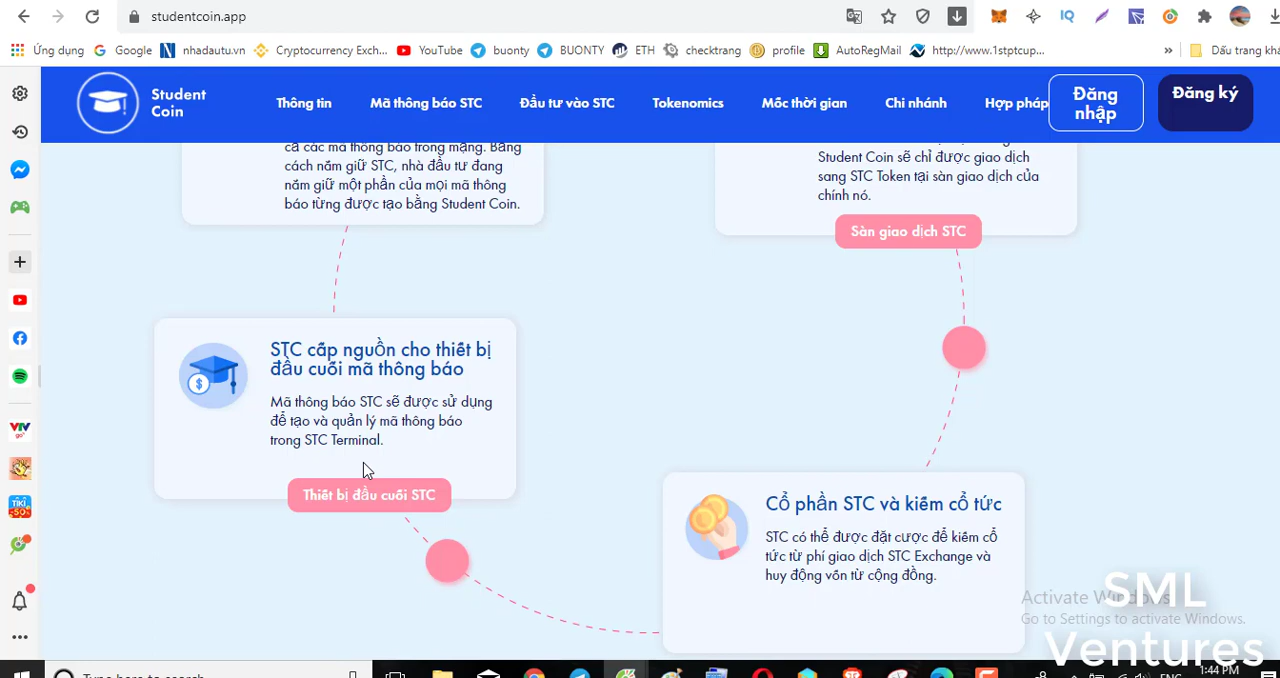 studentcoin.app
Ứng dụng Google nhadautu.vn Cryptocurrency Exch... YouTube buonty BUONTY ETH checktrang profile AutoRegMail http://www.1stptcup... » Dấu trang
Student Coin
Thông tin Mã thông báo STC Đầu tư vào STC Tokenomics Mốc thời gian Chi nhánh Hợp pháp Đăng nhập Đăng ký
cả các mã thông báo trong mạng. Bằng
cách nắm giữ STC, nhà đầu tư đang
nắm giữ một phần của mọi mã thông
báo từng được tạo bằng Student Coin.
Student Coin sẽ chỉ được giao dịch
sang STC Token tại sàn giao dịch của
chính nó.
Sàn giao dịch STC
STC cấp nguồn cho thiết bị
đầu cuối mã thông báo
Mã thông báo STC sẽ được sử dụng
để tạo và quản lý mã thông báo
trong STC Terminal.
Thiết bị đầu cuối STC
Cổ phần STC và kiếm cổ tức
STC có thể được đặt cược để kiếm cổ
tức từ phí giao dịch STC Exchange và
huy động vốn từ cộng đồng.
Activate Windows
Go to Settings to activate Windows.
SML
Ventures
Type here to search
1:44 PM
ENG